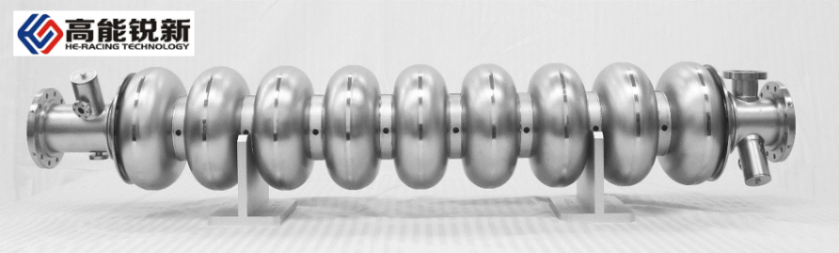 高能锐新
HE-RACING TECHNOLOGY